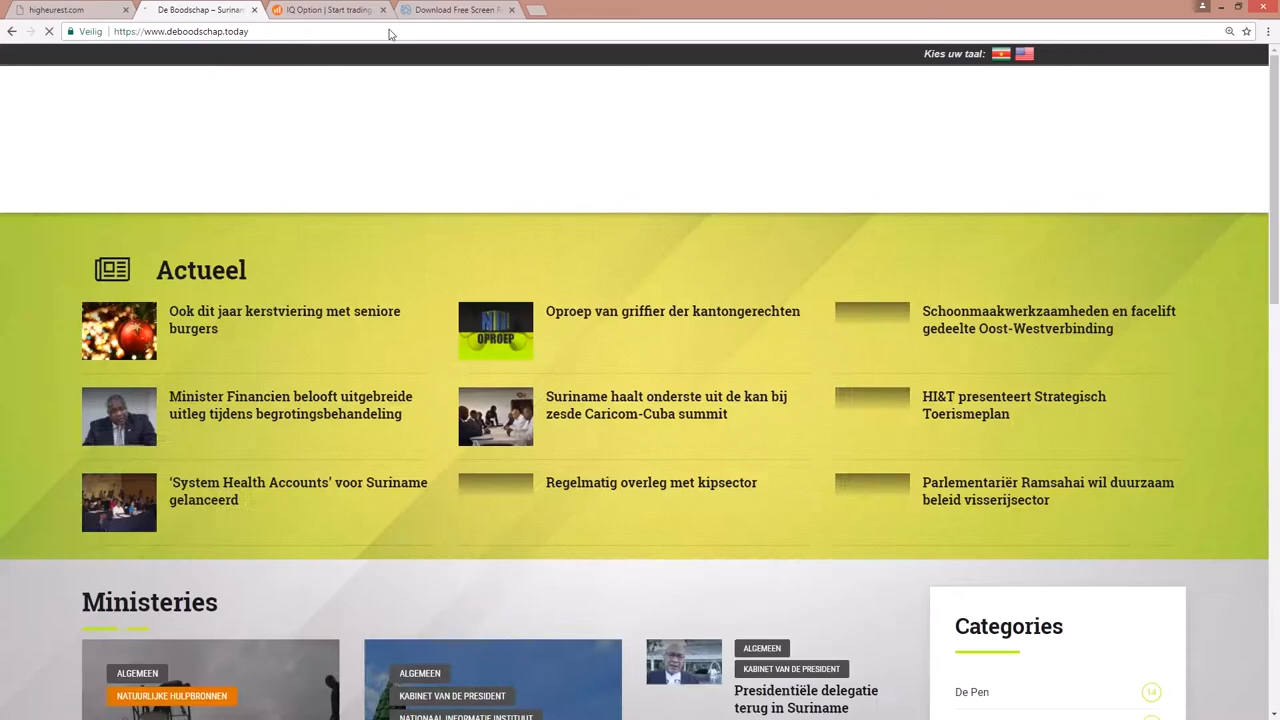 higheurest.com
De Boodschap – Surinam
IQ Option | Start trading
Download Free Screen R
Veilig
https://www.deboodschap.today
Kies uw taal:
Actueel
Ook dit jaar kerstviering met seniore
burgers
OPROEP
Oproep van griffier der kantongerechten
Schoonmaakwerkzaamheden en facelift
gedeelte Oost-Westverbinding
Minister Financien belooft uitgebreide
uitleg tijdens begrotingsbehandeling
Suriname haalt onderste uit de kan bij
zesde Caricom-Cuba summit
HI&T presenteert Strategisch
Toerismeplan
‘System Health Accounts’ voor Suriname
gelanceerd
Regelmatig overleg met kipsector
Parlementariër Ramsahai wil duurzaam
beleid visserijsector
Ministeries
ALGEMEEN
NATUURLIJKE HULPBRONNEN
ALGEMEEN
KABINET VAN DE PRESIDENT
NATIONAAL INFORMATIE INSTITUUT
ALGEMEEN
KABINET VAN DE PRESIDENT
Presidentiële delegatie
terug in Suriname
Categories
De Pen
14